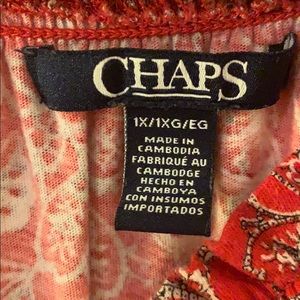 CHAPS
1X/1XG/EG
MADE IN
CAMBODIA
FABRIQUÉ AU
CAMBODGE
HECHO EN
CAMBOYA
CON INSUMOS
IMPORTADOS